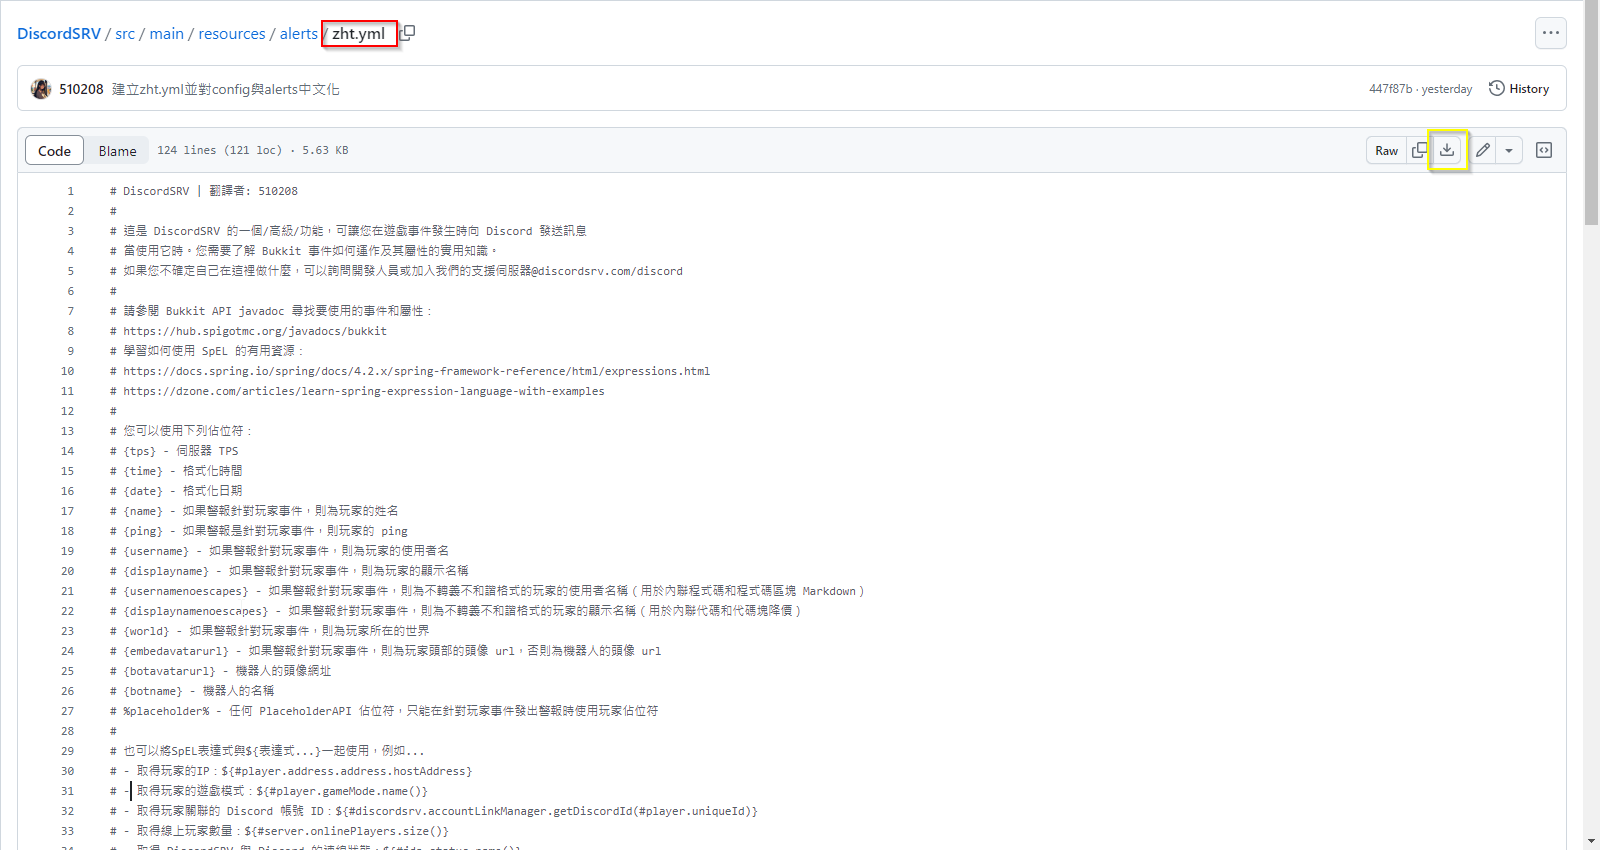 DiscordSRV / src / main / resources / alerts / zht.yml
510208 建立zht.yml並對config與alerts中文化 447f87b · yesterday History
Code Blame 124 lines (121 loc) · 5.63 KB Raw
1 # DiscordSRV | 翻譯者: 510208
2 #
3 # 這是 DiscordSRV 的一個/高級/功能，可讓您在遊戲事件發生時向 Discord 發送訊息
4 # 當使用它時。您需要了解 Bukkit 事件如何運作及其屬性的實用知識。
5 # 如果您不確定自己在這裡做什麼，可以詢問開發人員或加入我們的支援伺服器@discordsrv.com/discord
6 #
7 # 請參閱 Bukkit API javadoc 尋找要使用的事件和屬性：
8 # https://hub.spigotmc.org/javadocs/bukkit
9 # 學習如何使用 SpEL 的有用資源：
10 # https://docs.spring.io/spring/docs/4.2.x/spring-framework-reference/html/expressions.html
11 # https://dzone.com/articles/learn-spring-expression-language-with-examples
12 #
13 # 您可以使用下列佔位符：
14 # {tps} - 伺服器 TPS
15 # {time} - 格式化時間
16 # {date} - 格式化日期
17 # {name} - 如果警報針對玩家事件，則為玩家的姓名
18 # {ping} - 如果警報是針對玩家事件，則玩家的 ping
19 # {username} - 如果警報針對玩家事件，則為玩家的使用者名
20 # {displayname} - 如果警報針對玩家事件，則為玩家的顯示名稱
21 # {usernamenoescapes} - 如果警報針對玩家事件，則為不轉義不和諧格式的玩家的使用者名稱（用於內聯程式碼和程式碼區塊 Markdown）
22 # {displaynamenoescapes} - 如果警報針對玩家事件，則為不轉義不和諧格式的玩家的顯示名稱（用於內聯代碼和代碼塊降價）
23 # {world} - 如果警報針對玩家事件，則為玩家所在的世界
24 # {embedavatarurl} - 如果警報針對玩家事件，則為玩家頭部的頭像 url，否則為機器人的頭像 url
25 # {botavatarurl} - 機器人的頭像網址
26 # {botname} - 機器人的名稱
27 # %placeholder% - 任何 PlaceholderAPI 佔位符，只能在針對玩家事件發出警報時使用玩家佔位符
28 #
29 # 也可以將SpEL表達式與${表達式...}一起使用，例如...
30 # - 取得玩家的IP：${#player.address.address.hostAddress}
31 # - 取得玩家的遊戲模式：${#player.gameMode.name()}
32 # - 取得玩家關聯的 Discord 帳號 ID：${#discordsrv.accountLinkManager.getDiscordId(#player.uniqueId)}
33 # - 取得線上玩家數量：${#server.onlinePlayers.size()}
34 # - 取得 DiscordSRV 與 Discord 的連線狀態：${#jda.status.name()}